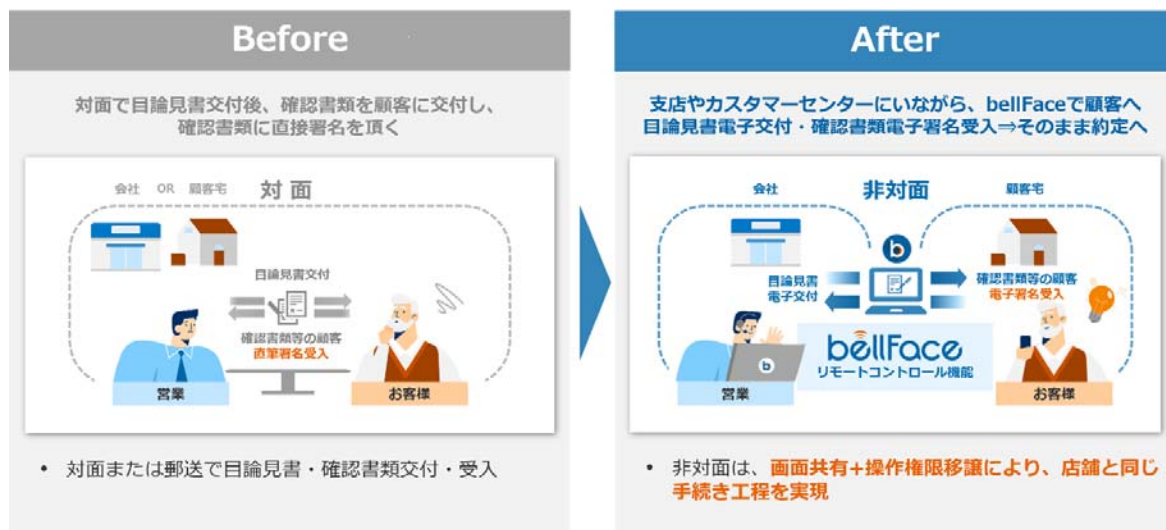 Before
対面で目論見書交付後、確認書類を顧客に交付し、
確認書類に直接署名を頂く
会社 OR 顧客宅 対面
目論見書交付
確認書類等の顧客
直筆署名受入
営業
お客様
• 対面または郵送で目論見書・確認書類交付・受入
After
支店やカスタマーセンターにいながら、bellFaceで顧客へ
目論見書電子交付・確認書類電子署名受入⇒そのまま約定へ
会社 非対面 顧客宅
b
目論見書
電子交付
確認書類等の顧客
電子署名受入
bellFace
リモートコントロール機能
b
営業
お客様
• 非対面は、画面共有+操作権限移譲により、店舗と同じ
手続き工程を実現